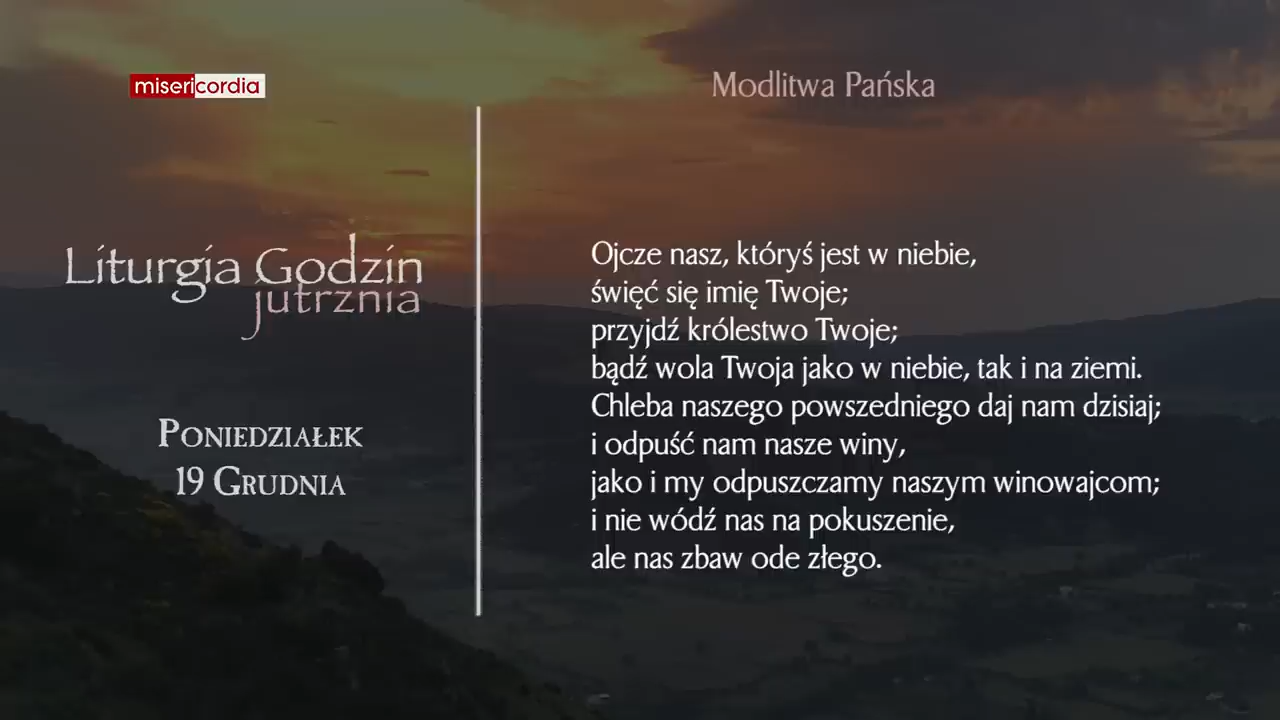 misericordia
Liturgia Godzin
jutrznia
Poniedziałek
19 Grudnia
Modlitwa Pańska
Ojcze nasz, któryś jest w niebie,
święć się imię Twoje;
przyjdź królestwo Twoje;
bądź wola Twoja jako w niebie, tak i na ziemi.
Chleba naszego powszedniego daj nam dzisiaj;
i odpuść nam nasze winy,
jako i my odpuszczamy naszym winowajcom;
i nie wódź nas na pokuszenie,
ale nas zbaw ode złego.